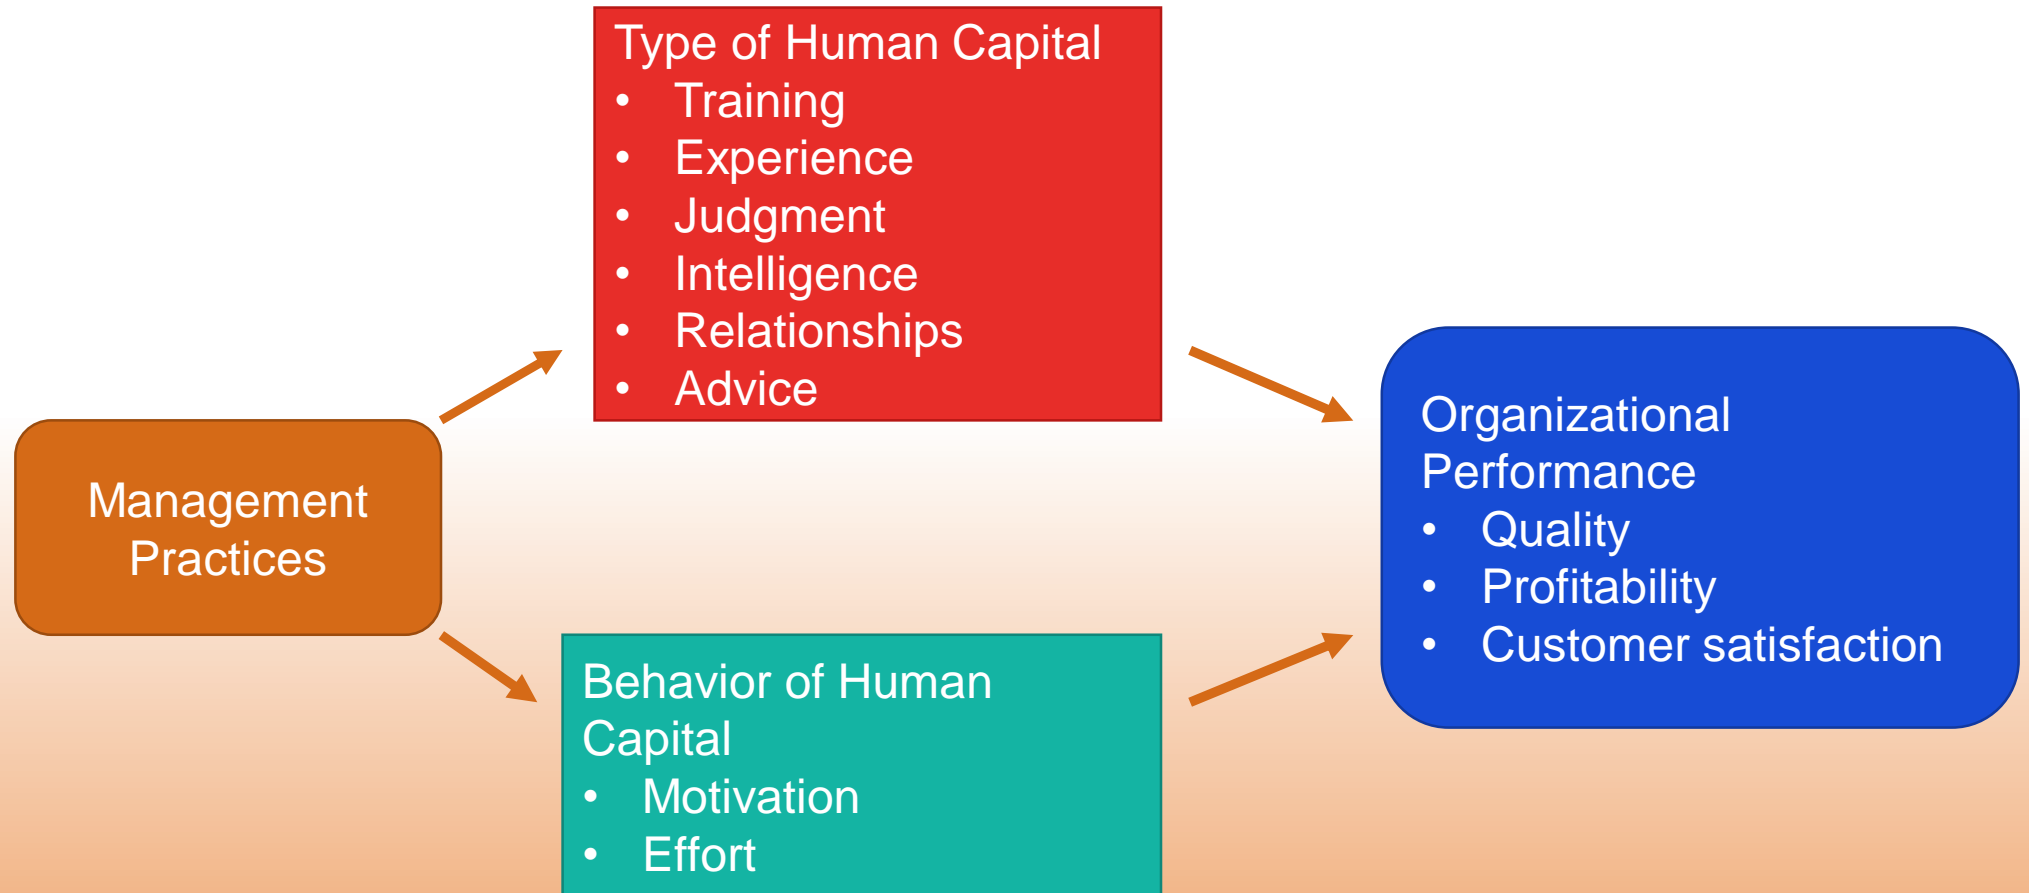 Type of Human Capital
• Training
• Experience
• Judgment
• Intelligence
• Relationships
• Advice
Management
Practices
Behavior of Human
Capital
• Motivation
• Effort
Organizational
Performance
• Quality
• Profitability
• Customer satisfaction